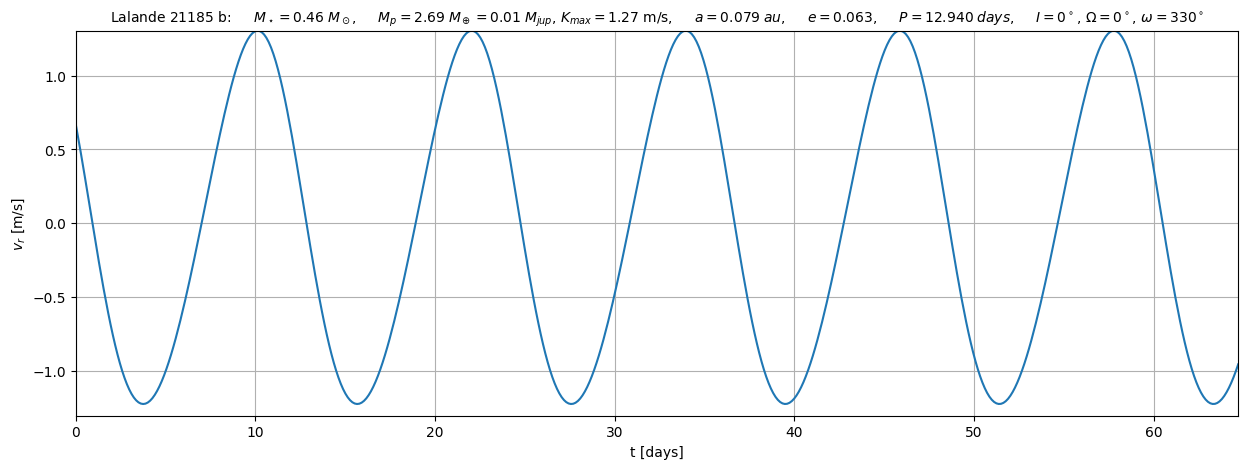 Lalande 21185 b: M⋆ = 0.46 M⊙, Mp = 2.69 M⊕ = 0.01 Mjup, Kmax = 1.27 m/s, a = 0.079 au, e = 0.063, P = 12.940 days, I = 0°, Ω = 0°, ω = 330°
1.0
0.5
0.0
−0.5
−1.0
vr [m/s]
0 10 20 30 40 50 60
t [days]